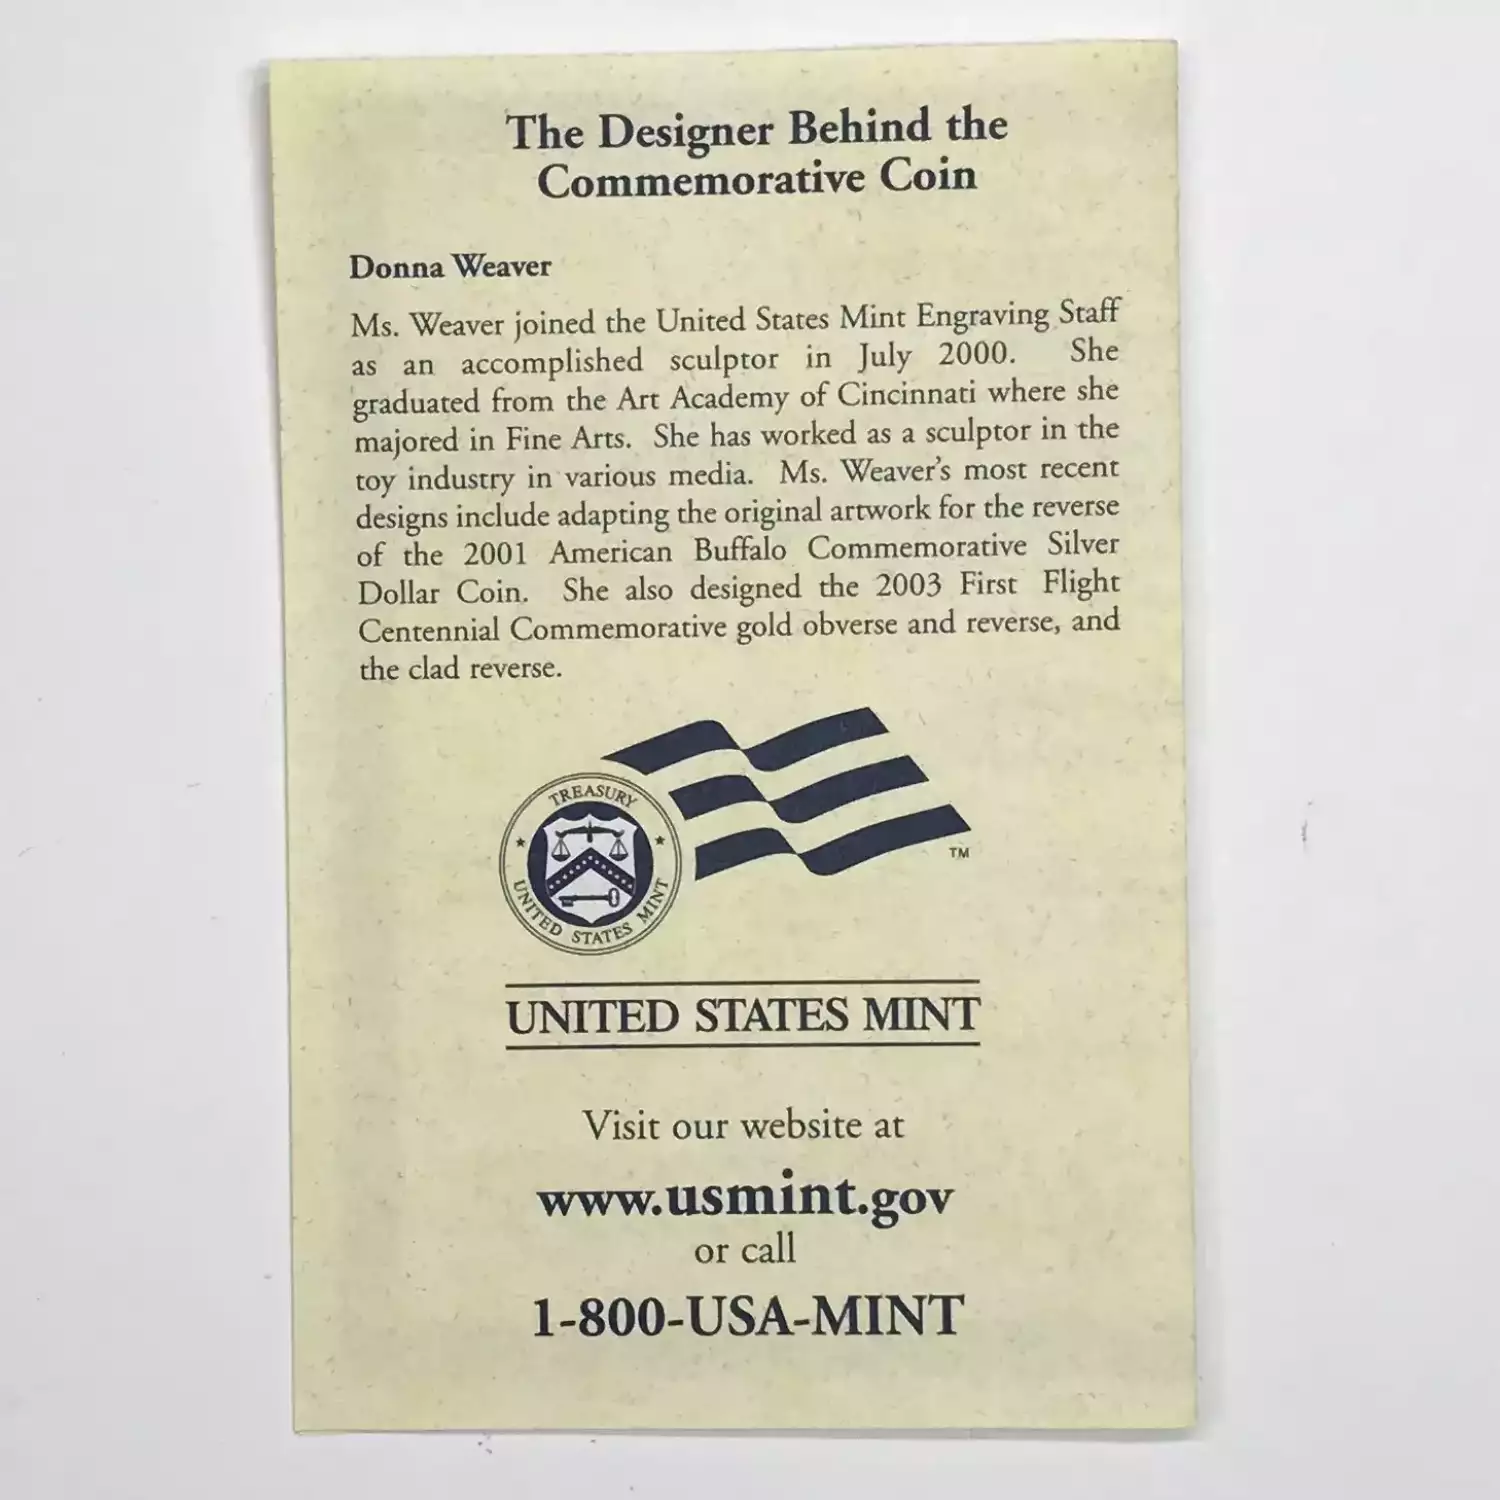 The Designer Behind the
Commemorative Coin
Donna Weaver
Ms. Weaver joined the United States Mint Engraving Staff
as an accomplished sculptor in July 2000. She
graduated from the Art Academy of Cincinnati where she
majored in Fine Arts. She has worked as a sculptor in the
toy industry in various media. Ms. Weaver's most recent
designs include adapting the original artwork for the reverse
of the 2001 American Buffalo Commemorative Silver
Dollar Coin. She also designed the 2003 First Flight
Centennial Commemorative gold obverse and reverse, and
the clad reverse.
TREASURY
UNITED STATES MINT
TM
UNITED STATES MINT
Visit our website at
www.usmint.gov
or call
1-800-USA-MINT